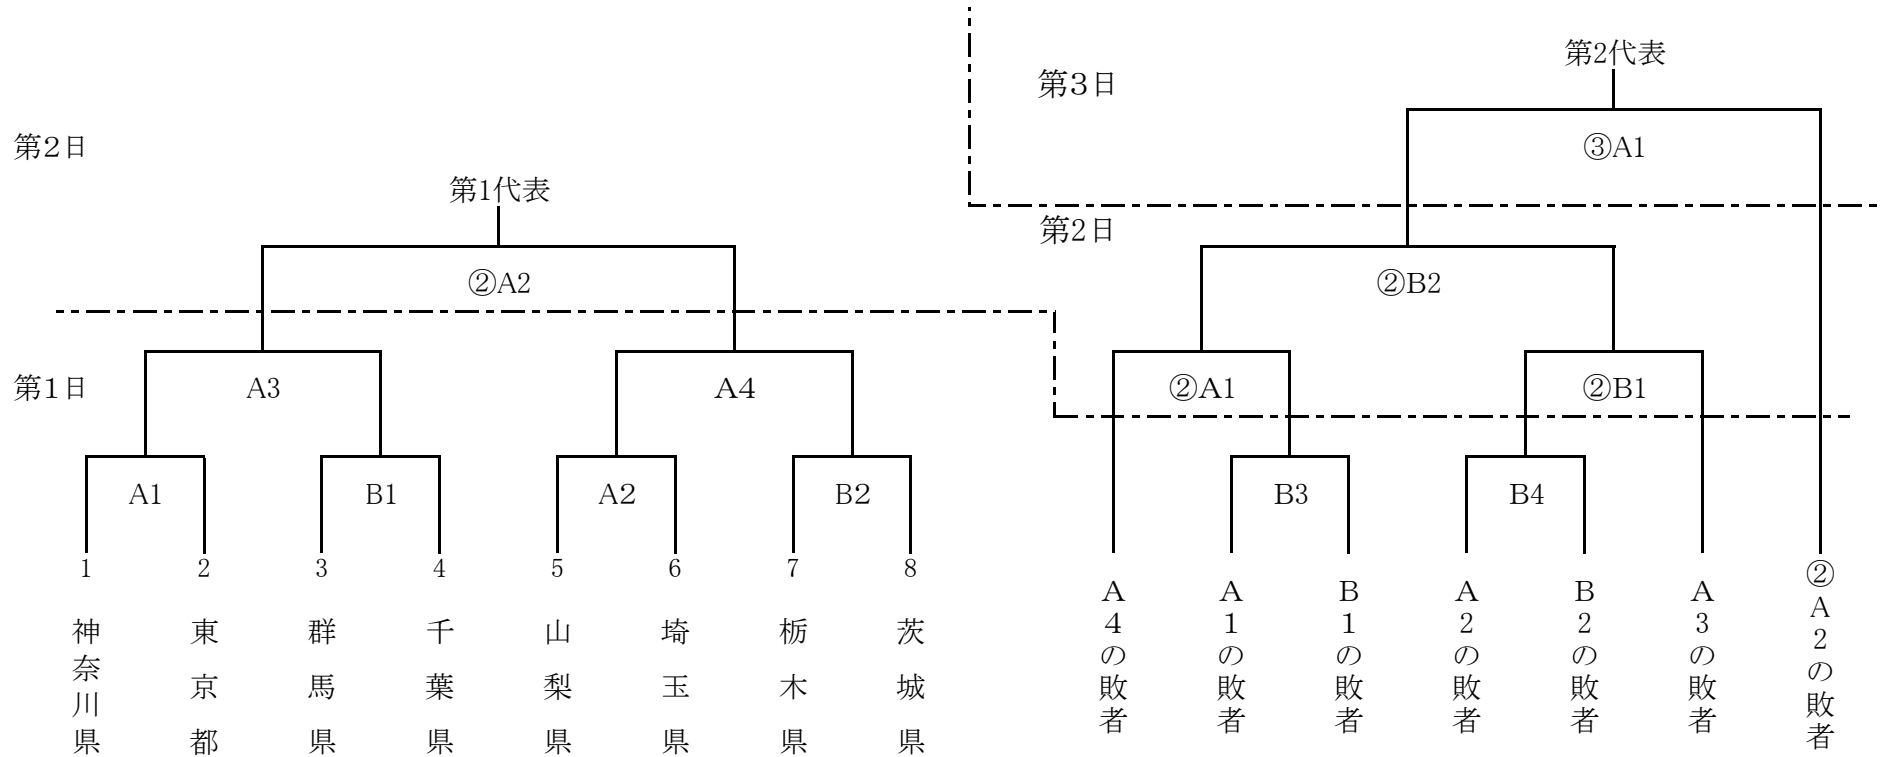 第2代表
第3日
第2日
③A1
第1代表
第2日
②A2
②B2
第1日
A3
A4
②A1
②B1
A1
B1
A2
B2
B3
B4
1
2
3
4
5
6
7
8
神奈川県
東京都
群馬県
千葉県
山梨県
埼玉県
栃木県
茨城県
A4の敗者
A1の敗者
B1の敗者
A2の敗者
B2の敗者
A3の敗者
②A2の敗者